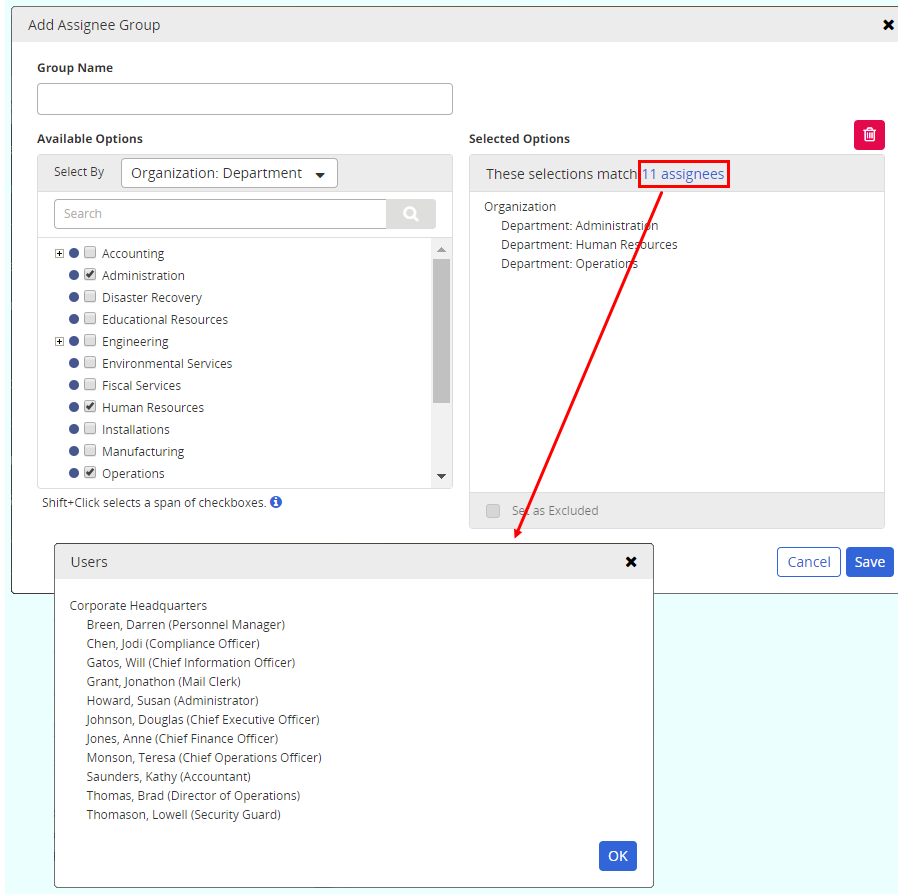 Add Assignee Group
Group Name
Available Options
Select By Organization: Department
Search
Accounting
Administration
Disaster Recovery
Educational Resources
Engineering
Environmental Services
Fiscal Services
Human Resources
Installations
Manufacturing
Operations
Shift+Click selects a span of checkboxes.
Selected Options
These selections match 11 assignees
Organization
Department: Administration
Department: Human Resources
Department: Operations
Set as Excluded
Cancel Save
Users
Corporate Headquarters
Breen, Darren (Personnel Manager)
Chen, Jodi (Compliance Officer)
Gatos, Will (Chief Information Officer)
Grant, Jonathon (Mail Clerk)
Howard, Susan (Administrator)
Johnson, Douglas (Chief Executive Officer)
Jones, Anne (Chief Finance Officer)
Monson, Teresa (Chief Operations Officer)
Saunders, Kathy (Accountant)
Thomas, Brad (Director of Operations)
Thomason, Lowell (Security Guard)
OK